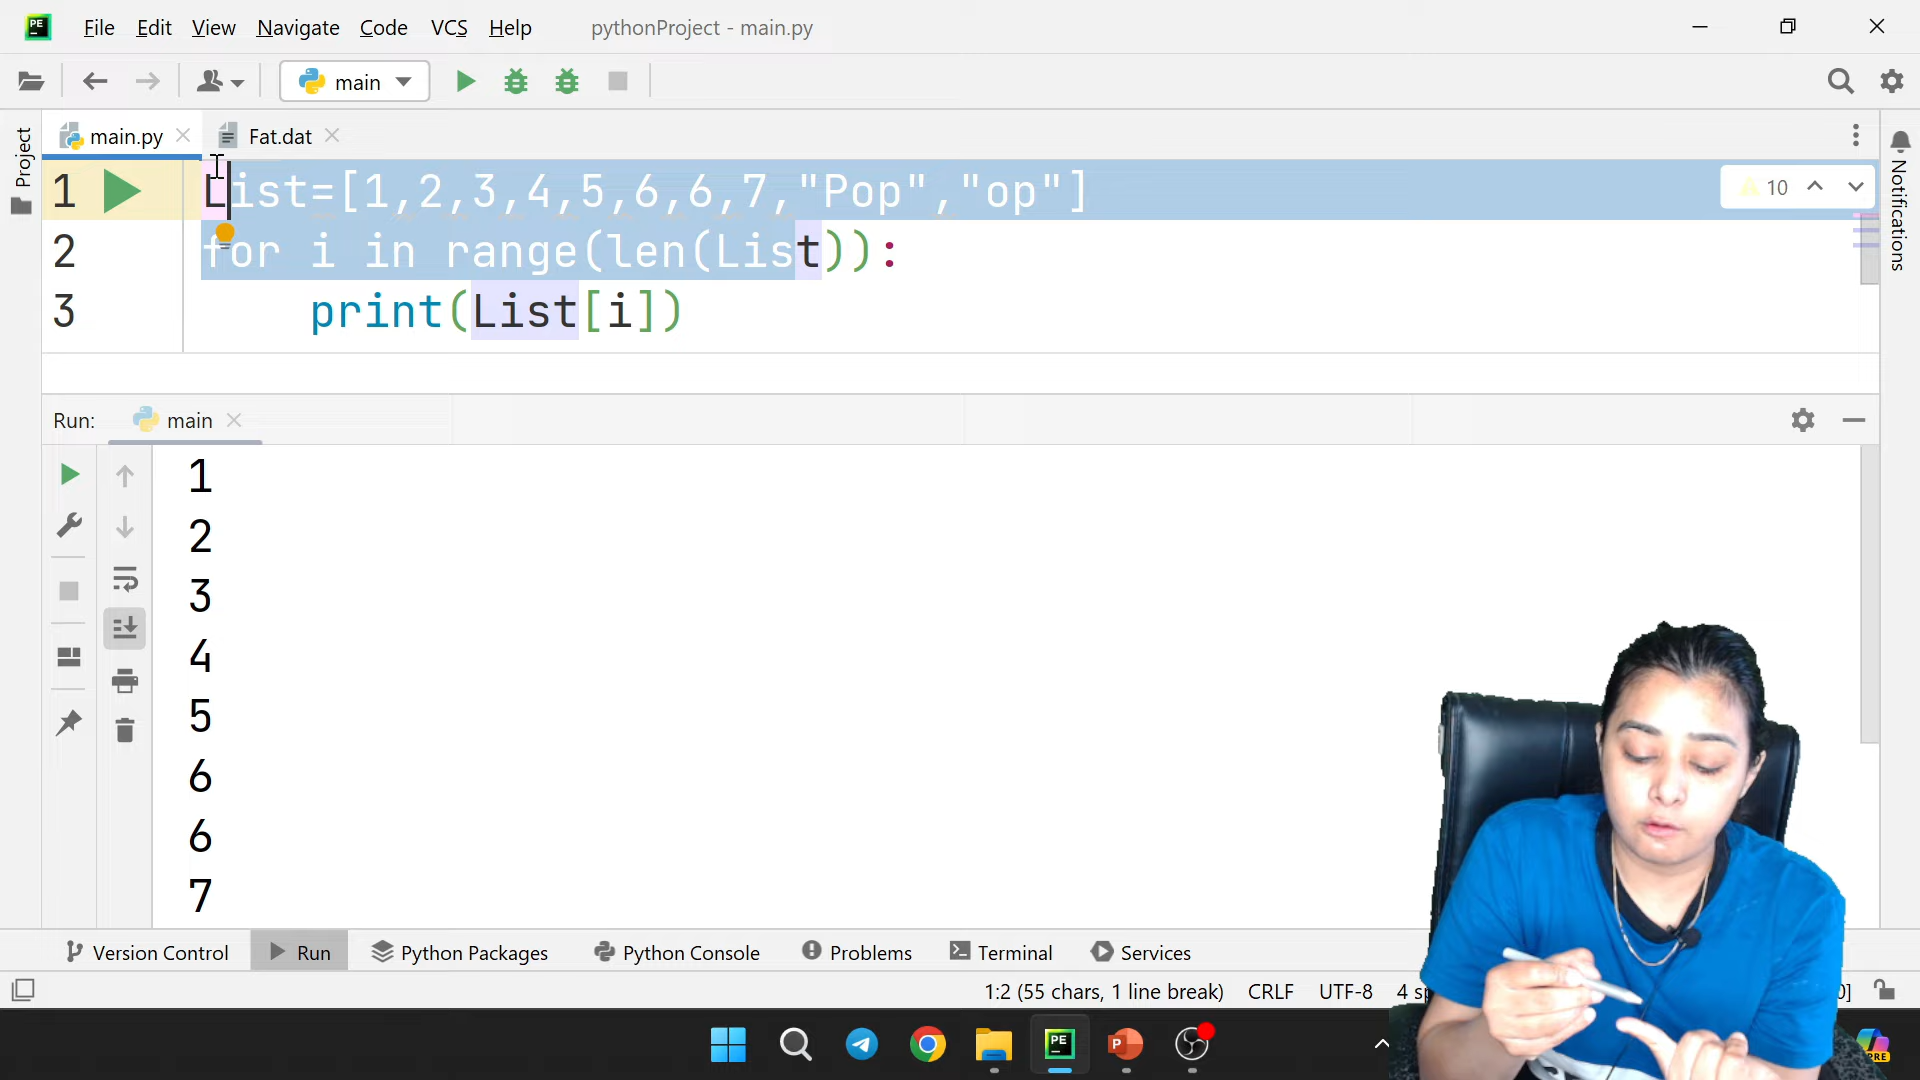 File Edit View Navigate Code VCS Help pythonProject - main.py
main
main.py Fat.dat
Project
Notifications
1 List=[1,2,3,4,5,6,6,7,"Pop","op"]
10
2 for i in range(len(List)):
3 print(List[i])
Run: main
1
2
3
4
5
6
6
7
Version Control Run Python Packages Python Console Problems Terminal Services
1:2 (55 chars, 1 line break) CRLF UTF-8 4
PE P PE PRE